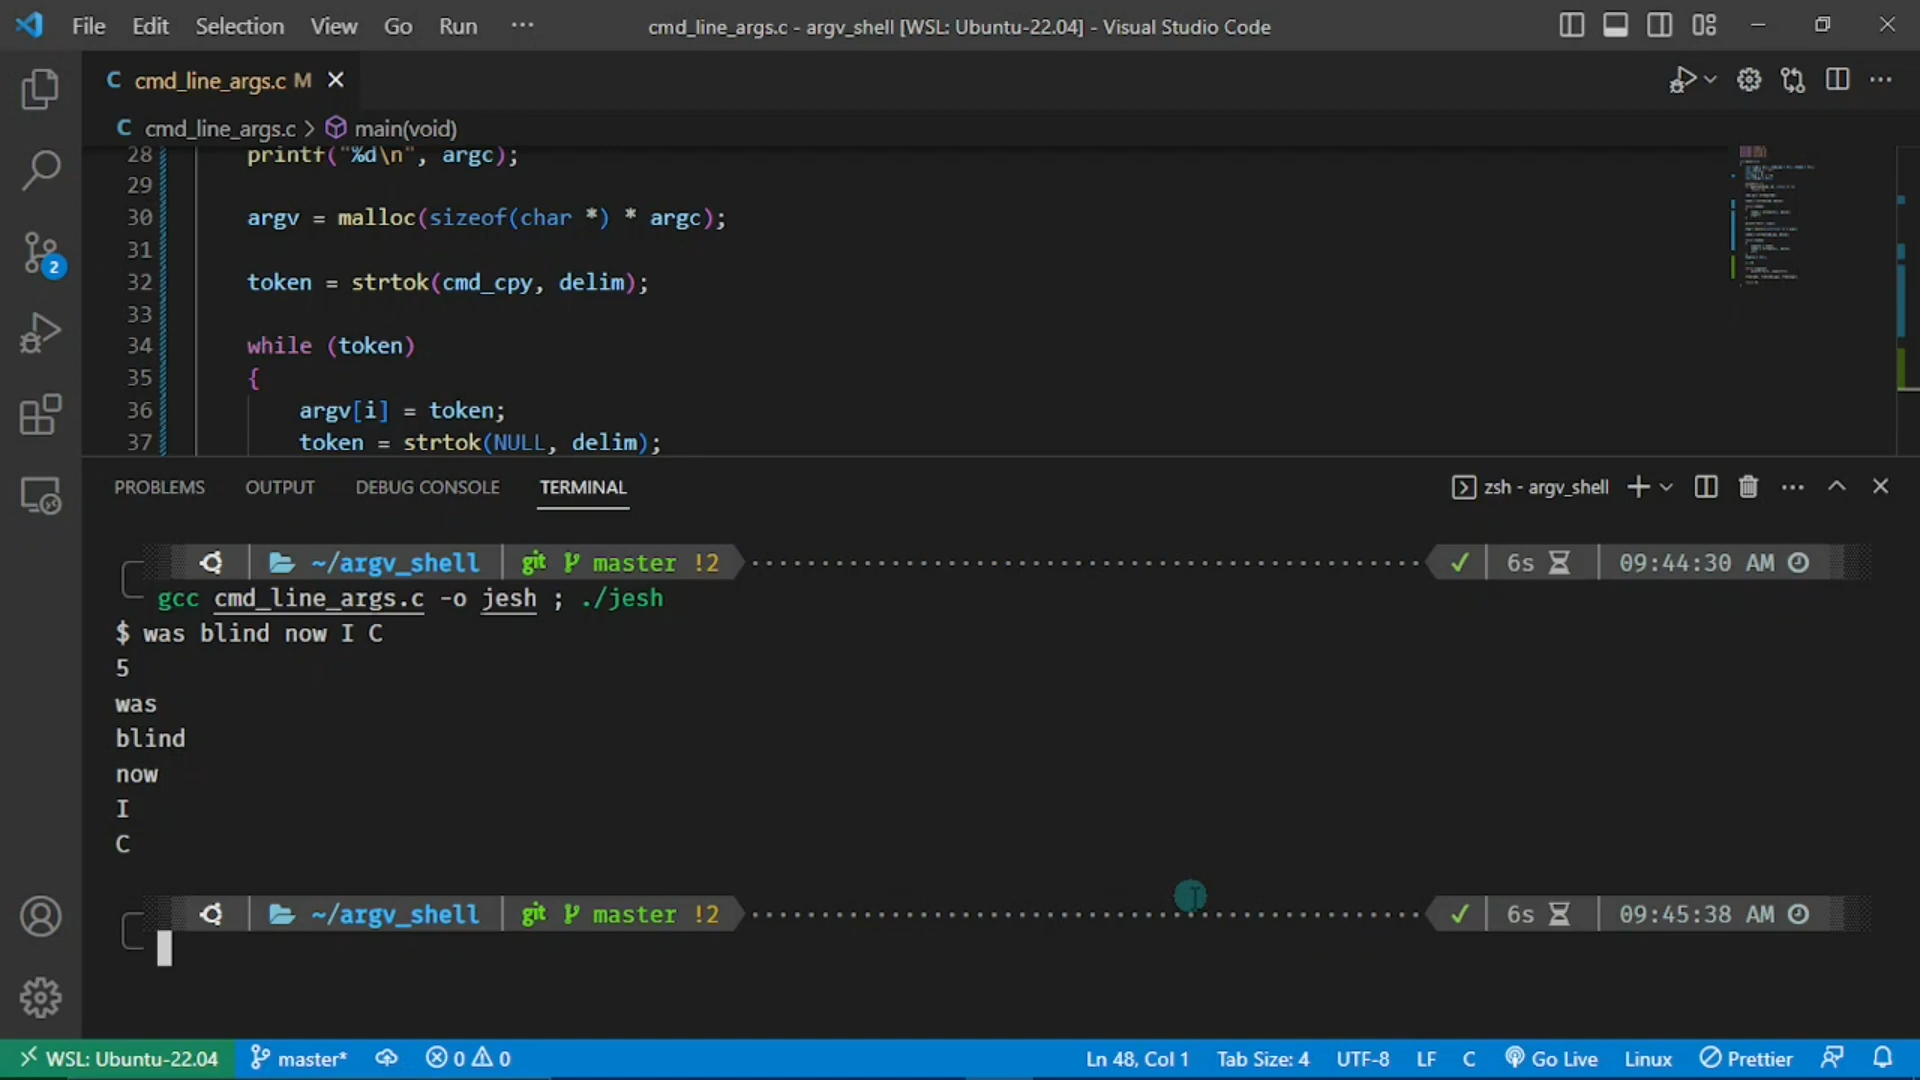 File Edit Selection View Go Run ···
cmd_line_args.c - argv_shell [WSL: Ubuntu-22.04] - Visual Studio Code
C cmd_line_args.c M
C cmd_line_args.c > main(void)
28 printf("%d\n", argc);
29
30 argv = malloc(sizeof(char *) * argc);
31
32 token = strtok(cmd_cpy, delim);
33
34 while (token)
35 {
36 argv[i] = token;
37 token = strtok(NULL, delim);
2
PROBLEMS OUTPUT DEBUG CONSOLE TERMINAL
zsh - argv_shell
~/argv_shell git master !2 ✓ 6s 09:44:30 AM
gcc cmd_line_args.c -o jesh ; ./jesh
$ was blind now I C
5
was
blind
now
I
C
~/argv_shell git master !2 ✓ 6s 09:45:38 AM
WSL: Ubuntu-22.04 master* 0 0 Ln 48, Col 1 Tab Size: 4 UTF-8 LF C Go Live Linux Prettier